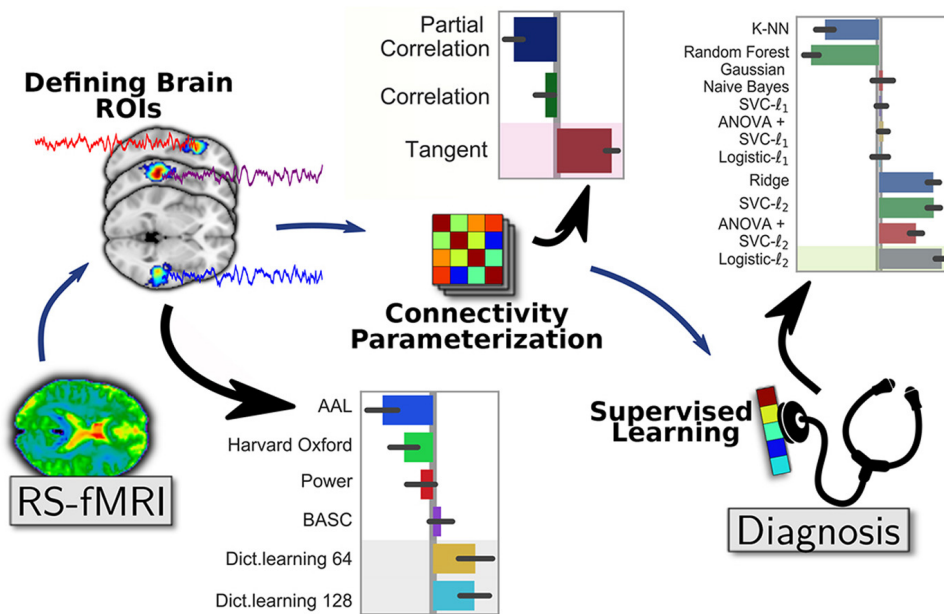 Defining Brain
ROIs
Partial
Correlation
Correlation
Tangent
K-NN
Random Forest
Gaussian
Naive Bayes
SVC-ℓ₁
ANOVA +
SVC-ℓ₁
Logistic-ℓ₁
Ridge
SVC-ℓ₂
ANOVA +
SVC-ℓ₂
Logistic-ℓ₂
Connectivity
Parameterization
RS-fMRI
AAL
Harvard Oxford
Power
BASC
Dict.learning 64
Dict.learning 128
Supervised
Learning
Diagnosis